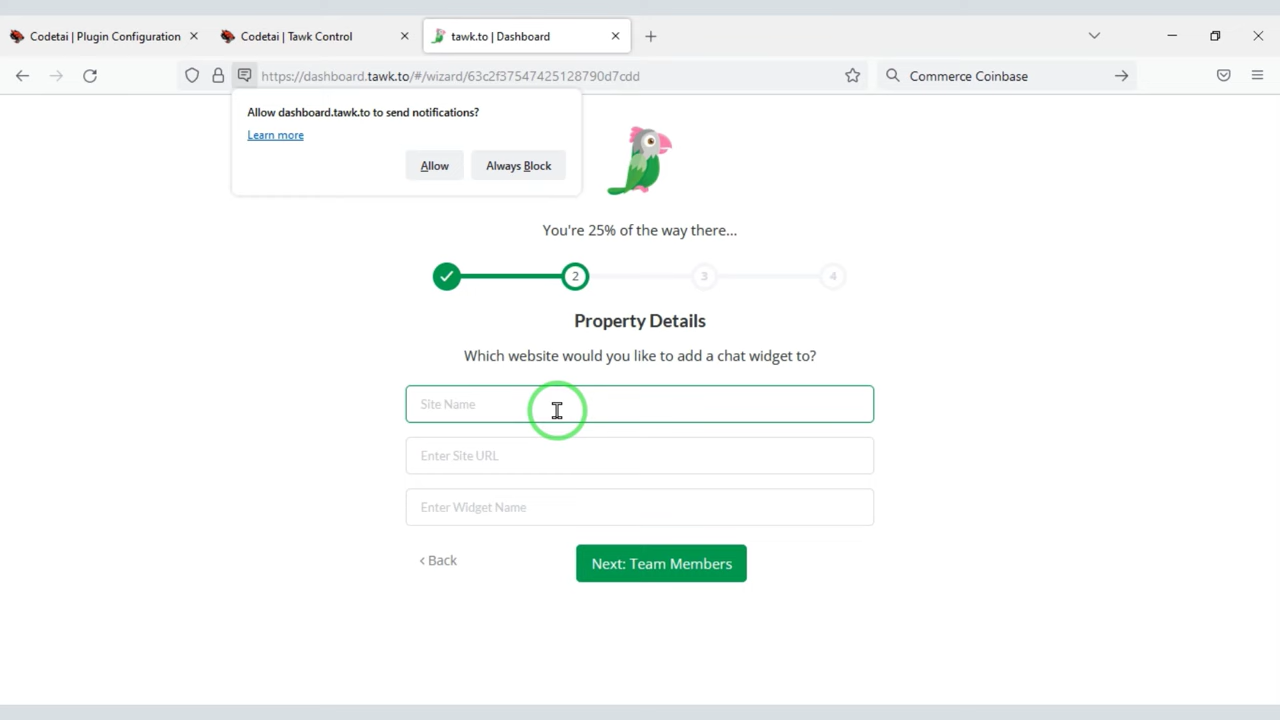 Codetai | Plugin Configuration
Codetai | Tawk Control
tawk.to | Dashboard
https://dashboard.tawk.to/#/wizard/63c2f37547425128790d7cdd
Commerce Coinbase
Allow dashboard.tawk.to to send notifications?
Learn more
Allow
Always Block
You're 25% of the way there...
2
3
4
Property Details
Which website would you like to add a chat widget to?
Site Name
Enter Site URL
Enter Widget Name
< Back
Next: Team Members